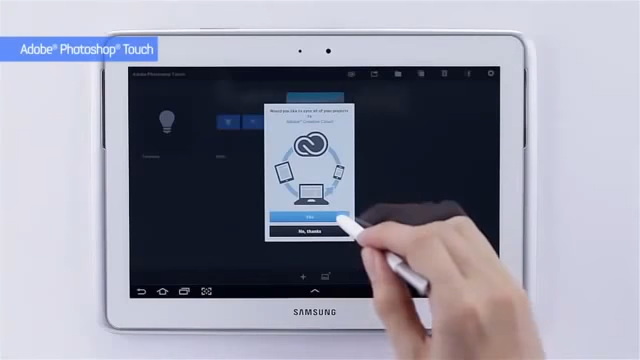 Adobe® Photoshop® Touch
Adobe Photoshop Touch
Would you like to sync all of your projects
to
Adobe® Creative Cloud?
Yes
No, thanks
SAMSUNG